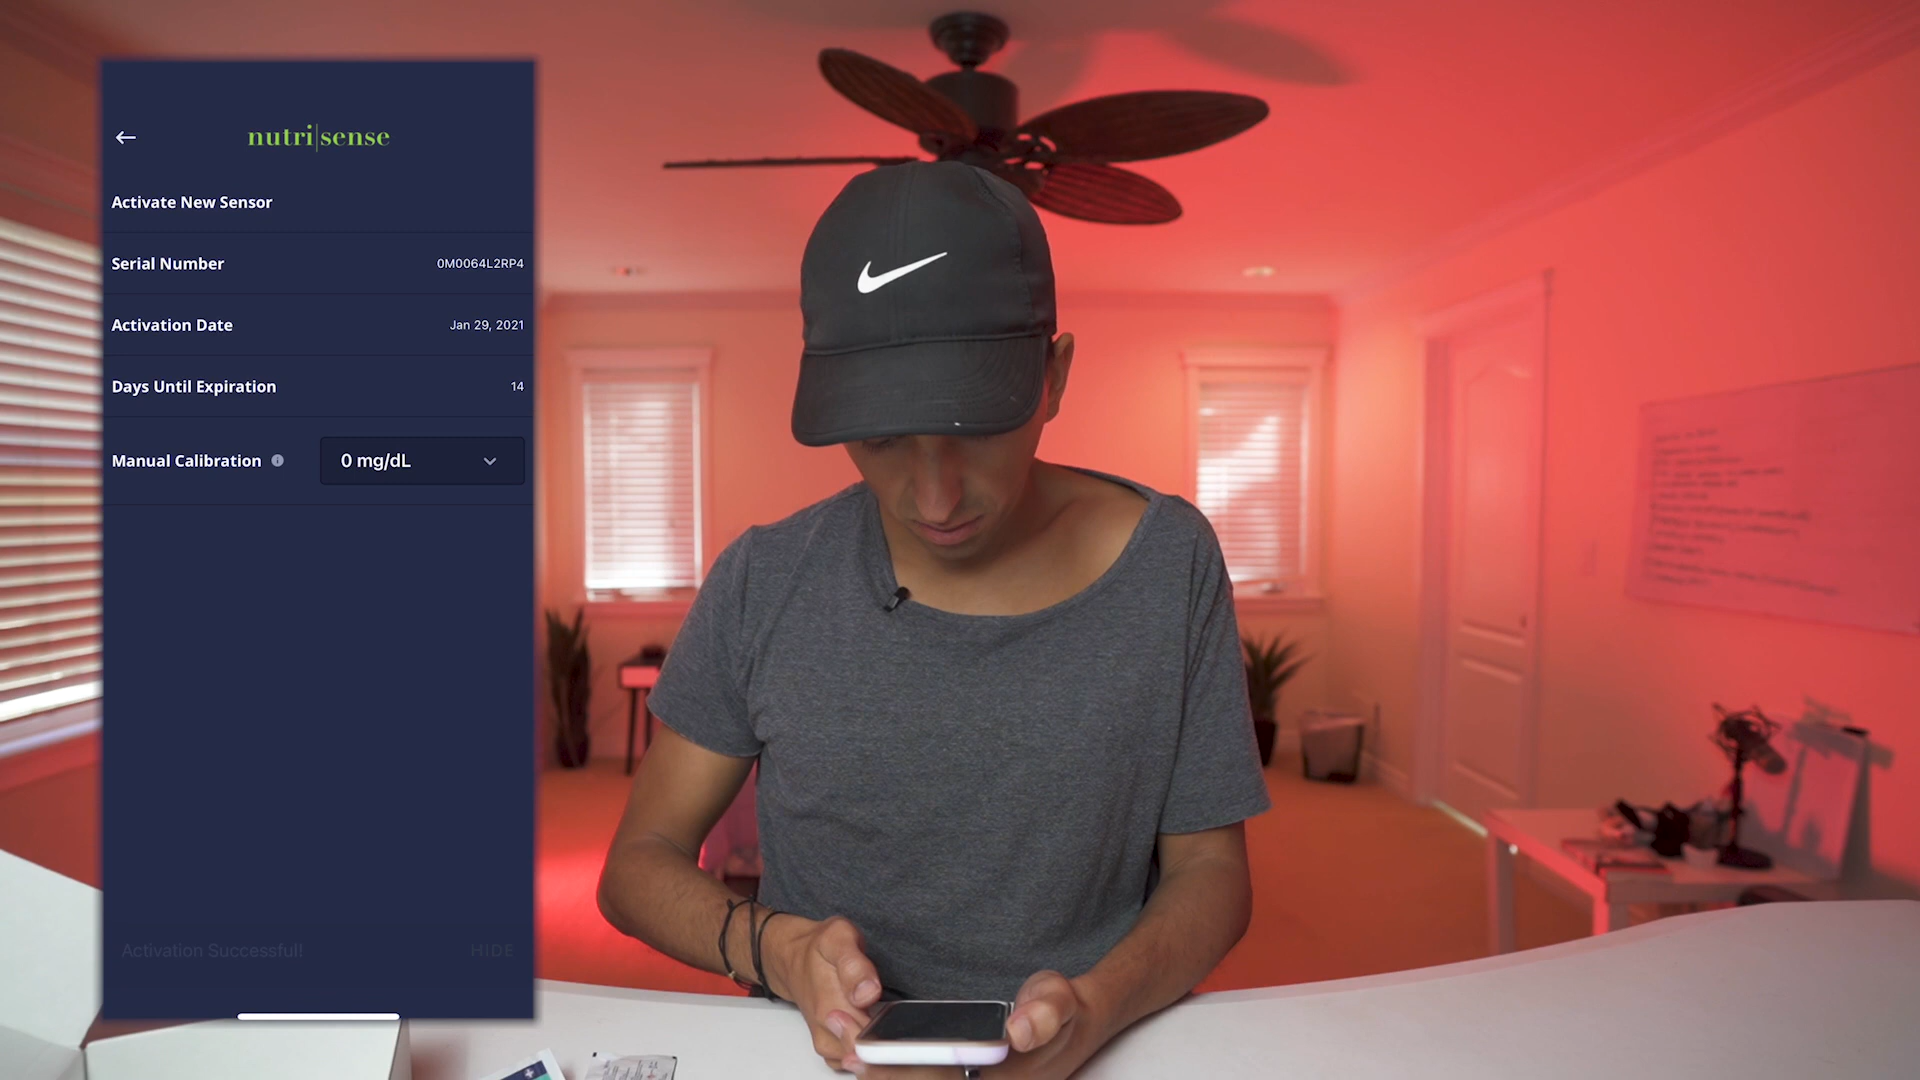 nutri|sense
Activate New Sensor
Serial Number 0M0064L2RP4
Activation Date Jan 29, 2021
Days Until Expiration 14
Manual Calibration 0 mg/dL
Activation Successful! HIDE